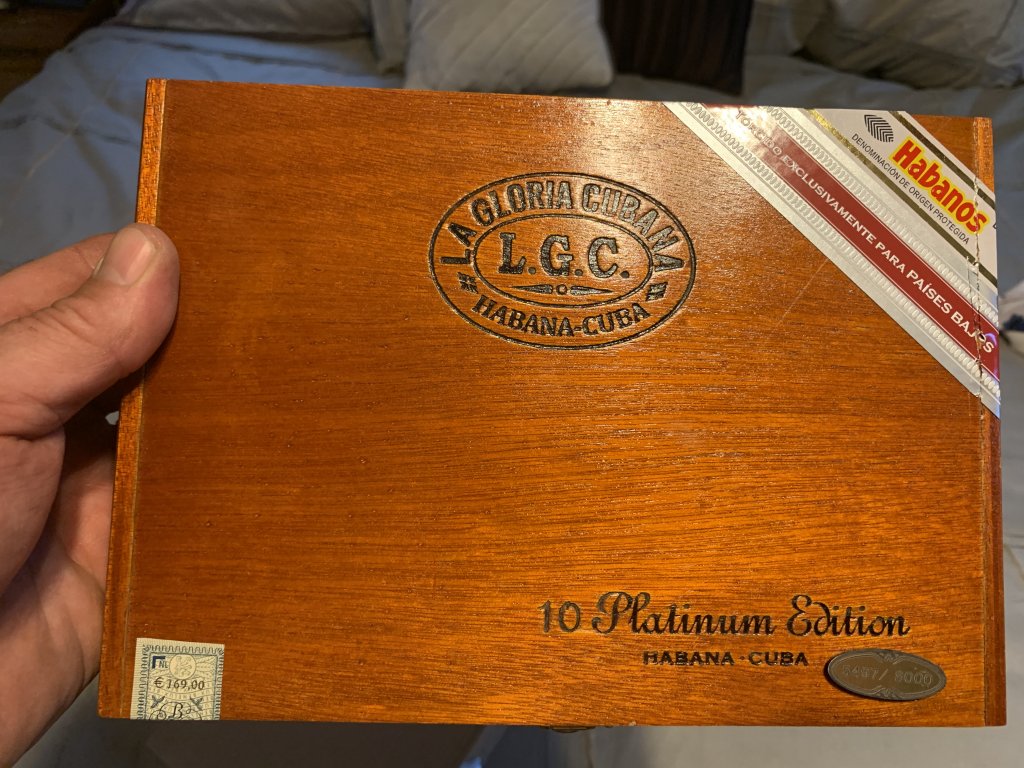 LA GLORIA CUBANA
L.G.C.
HABANA-CUBA
Habanos
DENOMINACIÓN DE ORIGEN PROTEGIDA
TORCIDO EXCLUSIVAMENTE PARA PAÍSES BAJOS
10 Platinum Edition
HABANA · CUBA
NL
€ 169,00
B